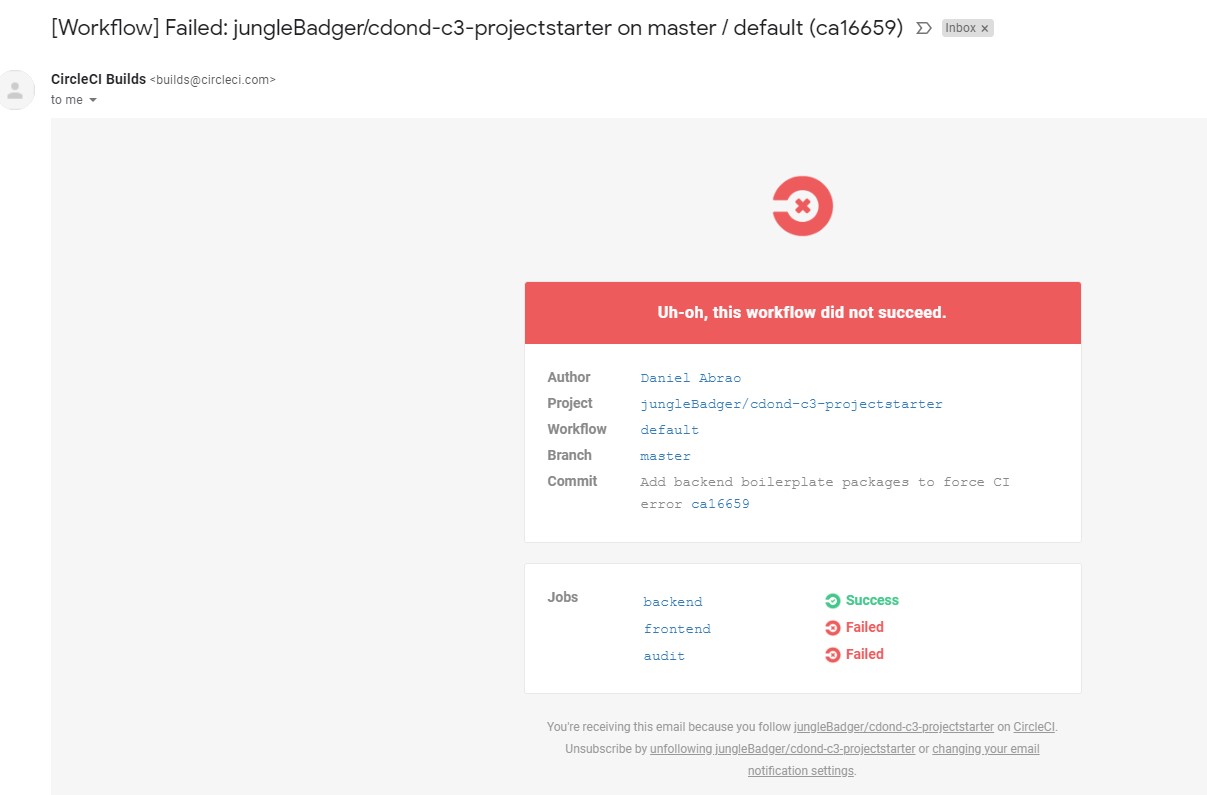 [Workflow] Failed: jungleBadger/cdond-c3-projectstarter on master / default (ca16659) Inbox ×
CircleCI Builds <builds@circleci.com>
to me
Uh-oh, this workflow did not succeed.
Author Daniel Abrao
Project jungleBadger/cdond-c3-projectstarter
Workflow default
Branch master
Commit Add backend boilerplate packages to force CI
error ca16659
Jobs backend Success
frontend Failed
audit Failed
You're receiving this email because you follow jungleBadger/cdond-c3-projectstarter on CircleCI.
Unsubscribe by unfollowing jungleBadger/cdond-c3-projectstarter or changing your email
notification settings.